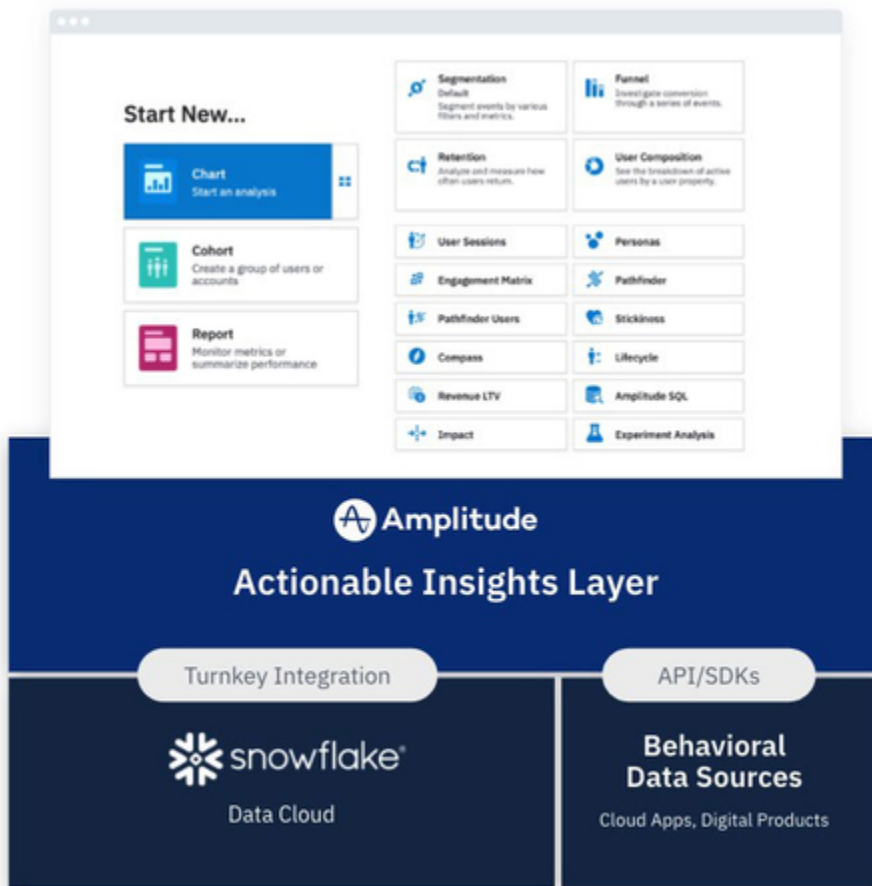 Start New...
Chart
Start an analysis
Cohort
Create a group of users or
accounts
Report
Monitor metrics or
summarize performance
Segmentation
Default
Segment events by various
filters and metrics.
Funnel
Investigate conversion
through a series of events.
Retention
Analyze and measure how
often users return.
User Composition
See the breakdown of active
users by a user property.
User Sessions
Personas
Engagement Matrix
Pathfinder
Pathfinder Users
Stickiness
Compass
Lifecycle
Revenue LTV
Amplitude SQL
Impact
Experiment Analysis
Amplitude
Actionable Insights Layer
Turnkey Integration
API/SDKs
snowflake®
Data Cloud
Behavioral
Data Sources
Cloud Apps, Digital Products